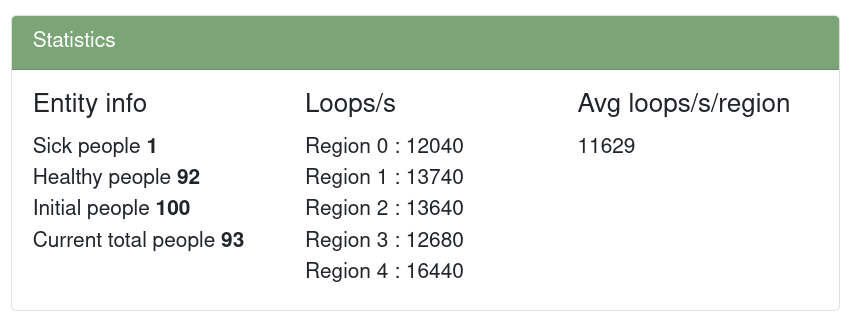 Statistics
Entity info
Sick people 1
Healthy people 92
Initial people 100
Current total people 93
Loops/s
Region 0 : 12040
Region 1 : 13740
Region 2 : 13640
Region 3 : 12680
Region 4 : 16440
Avg loops/s/region
11629